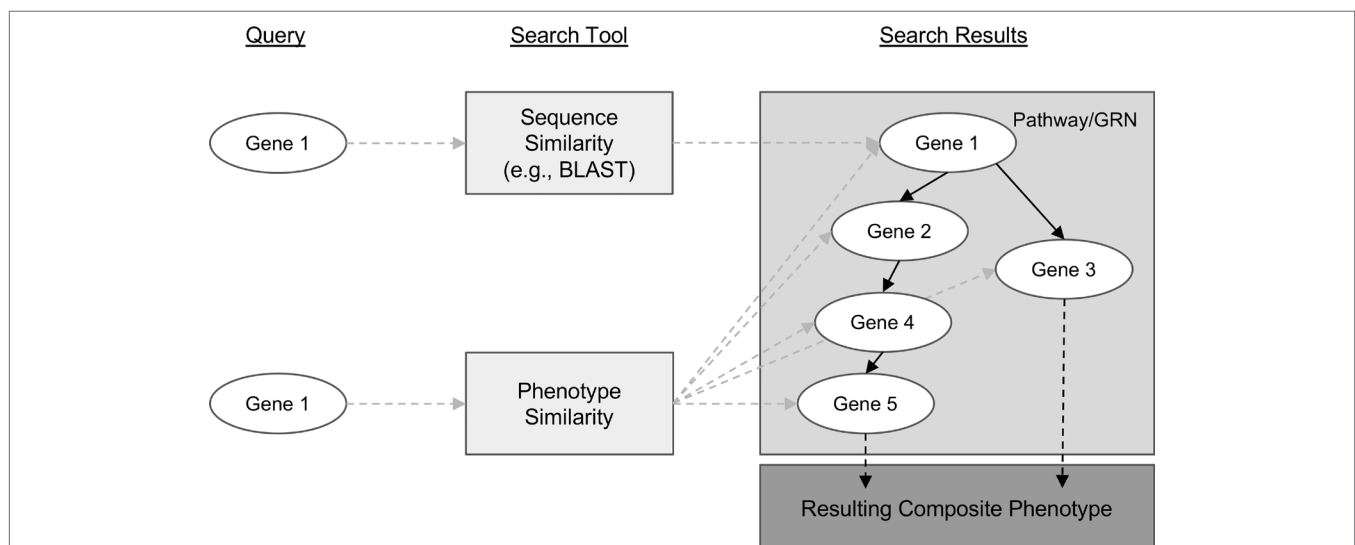 Query
Search Tool
Search Results
Gene 1
Sequence
Similarity
(e.g., BLAST)
Pathway/GRN
Gene 1
Gene 2
Gene 3
Gene 4
Gene 1
Phenotype
Similarity
Gene 5
Resulting Composite Phenotype